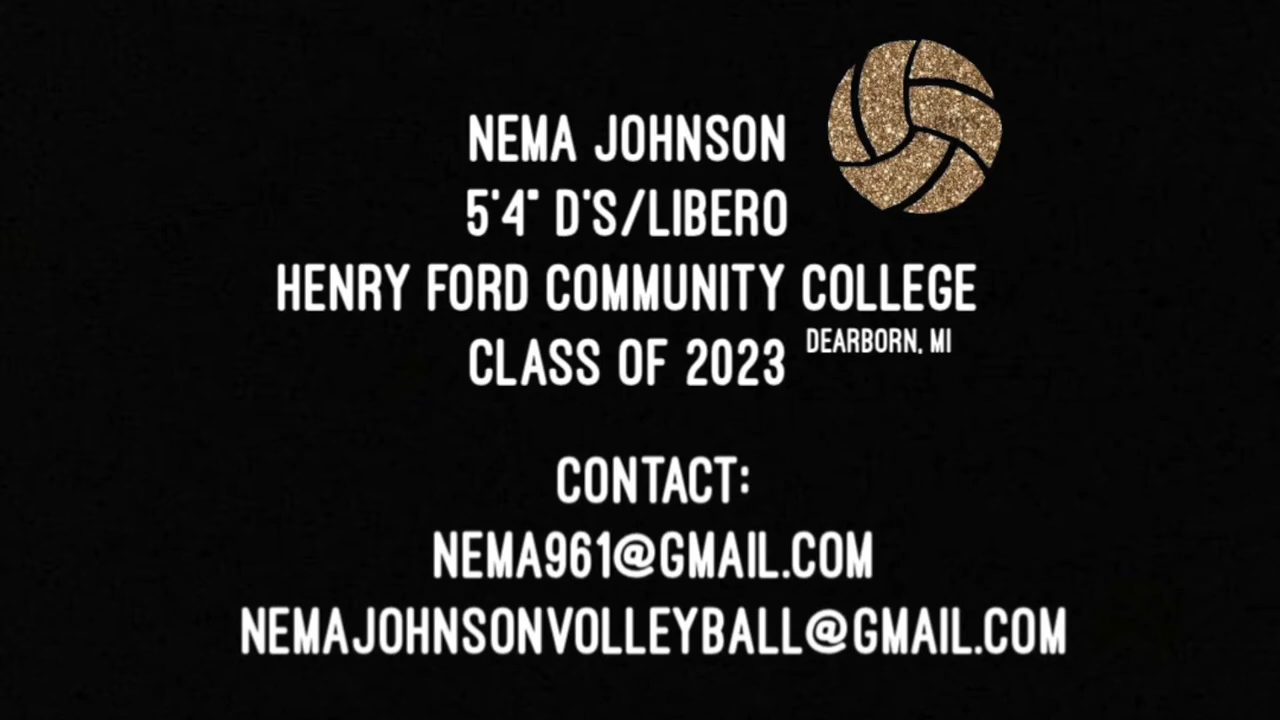 NEMA JOHNSON
5'4" D'S/LIBERO
HENRY FORD COMMUNITY COLLEGE
DEARBORN, MI
CLASS OF 2023
CONTACT:
NEMA961@GMAIL.COM
NEMAJOHNSONVOLLEYBALL@GMAIL.COM